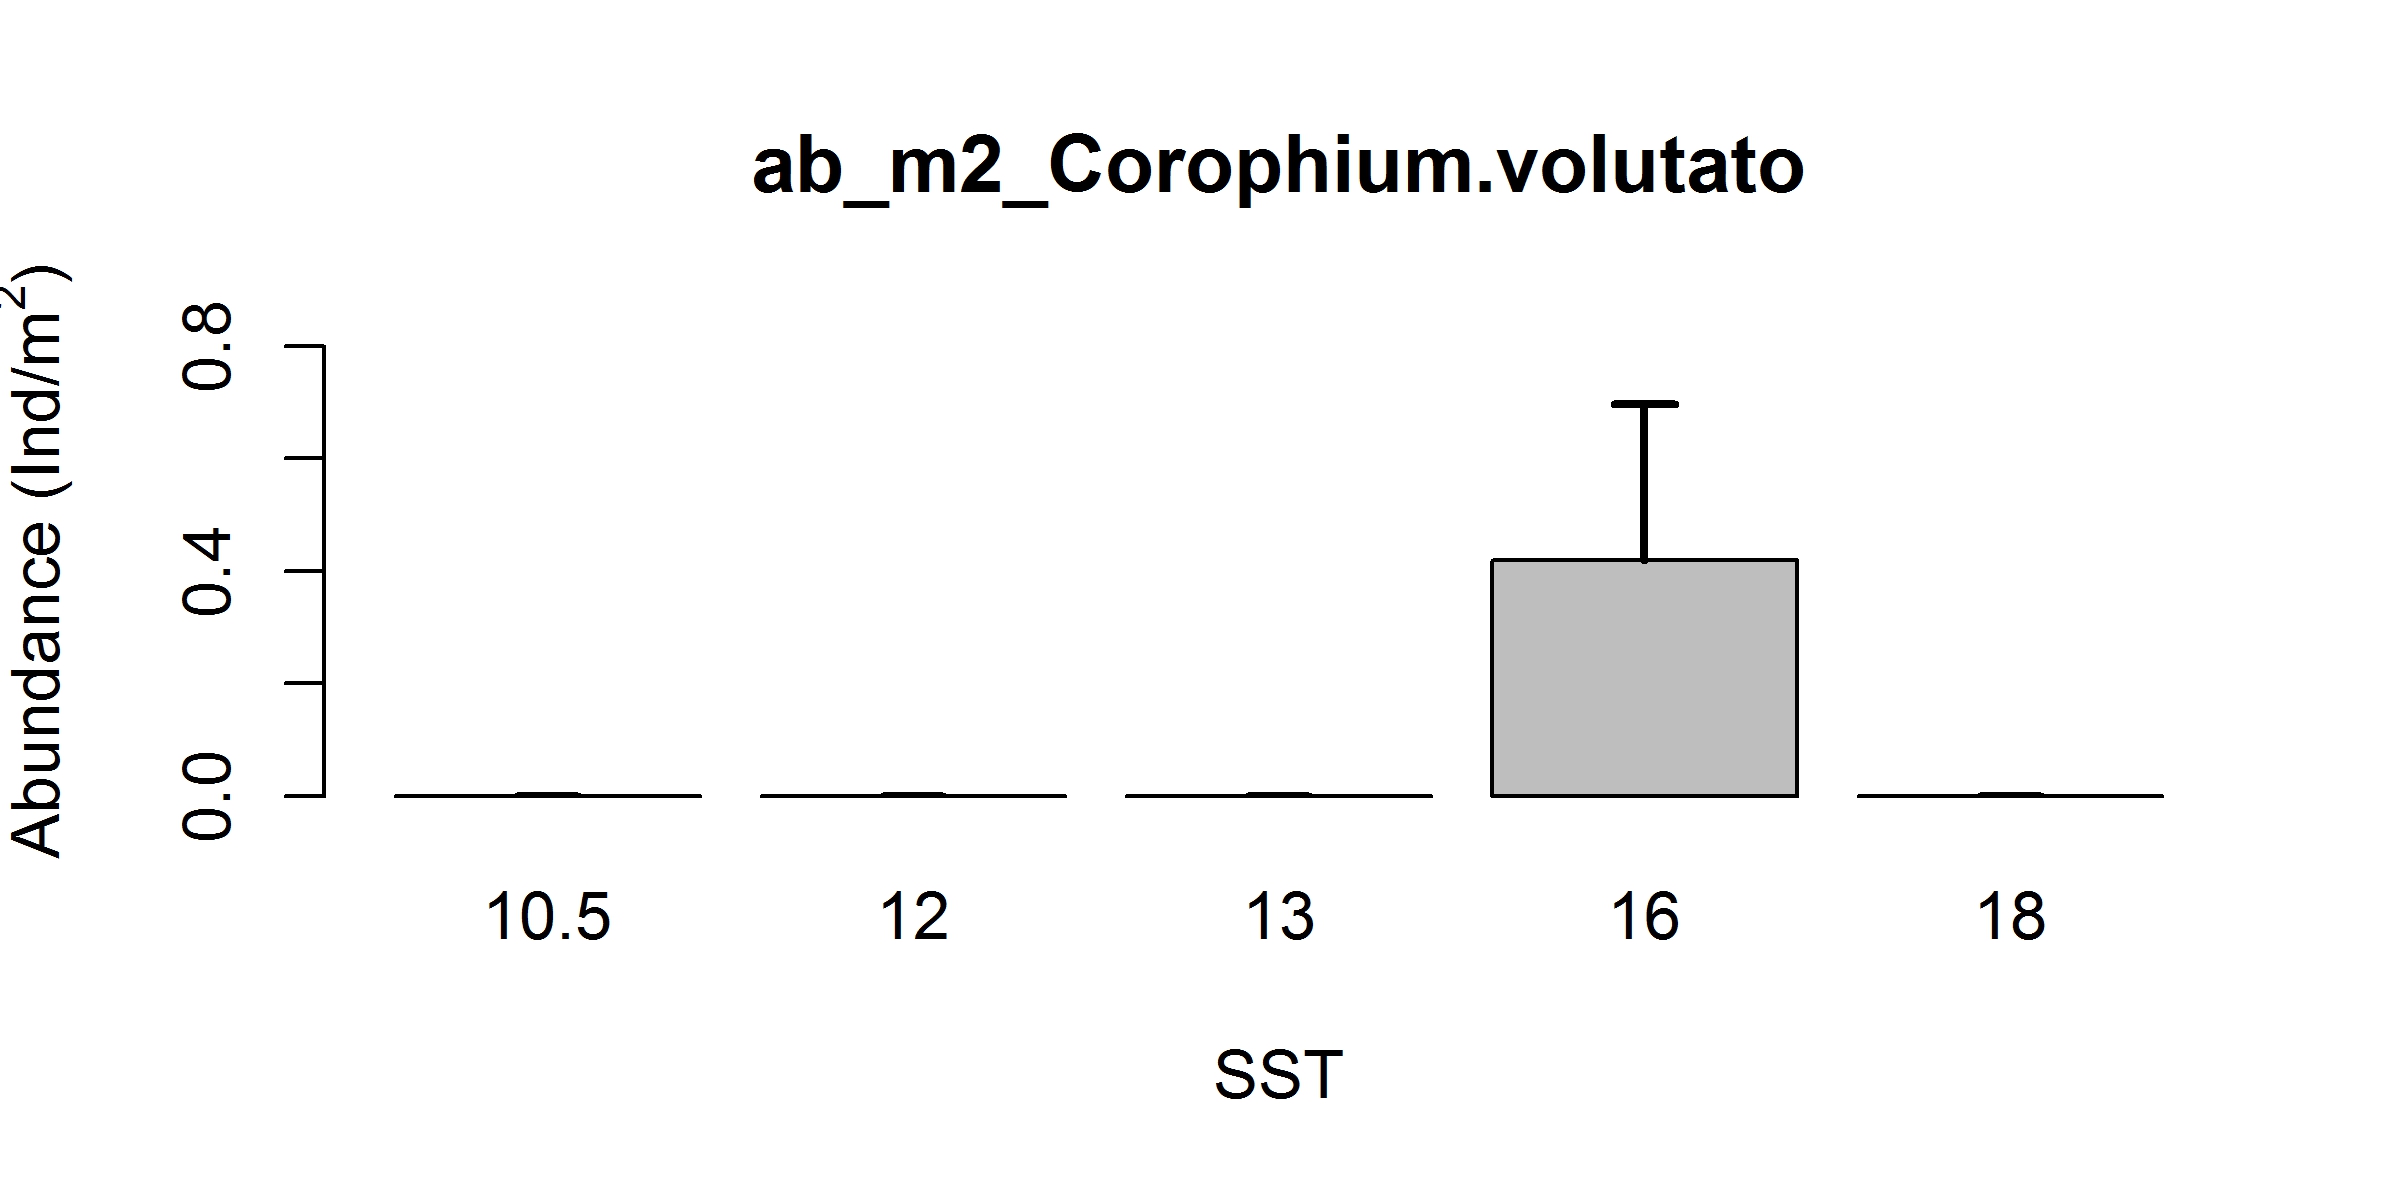 ab_m2_Corophium.volutato
Abundance (Ind/m²)
0.8
0.4
0.0
10.5 12 13 16 18
SST